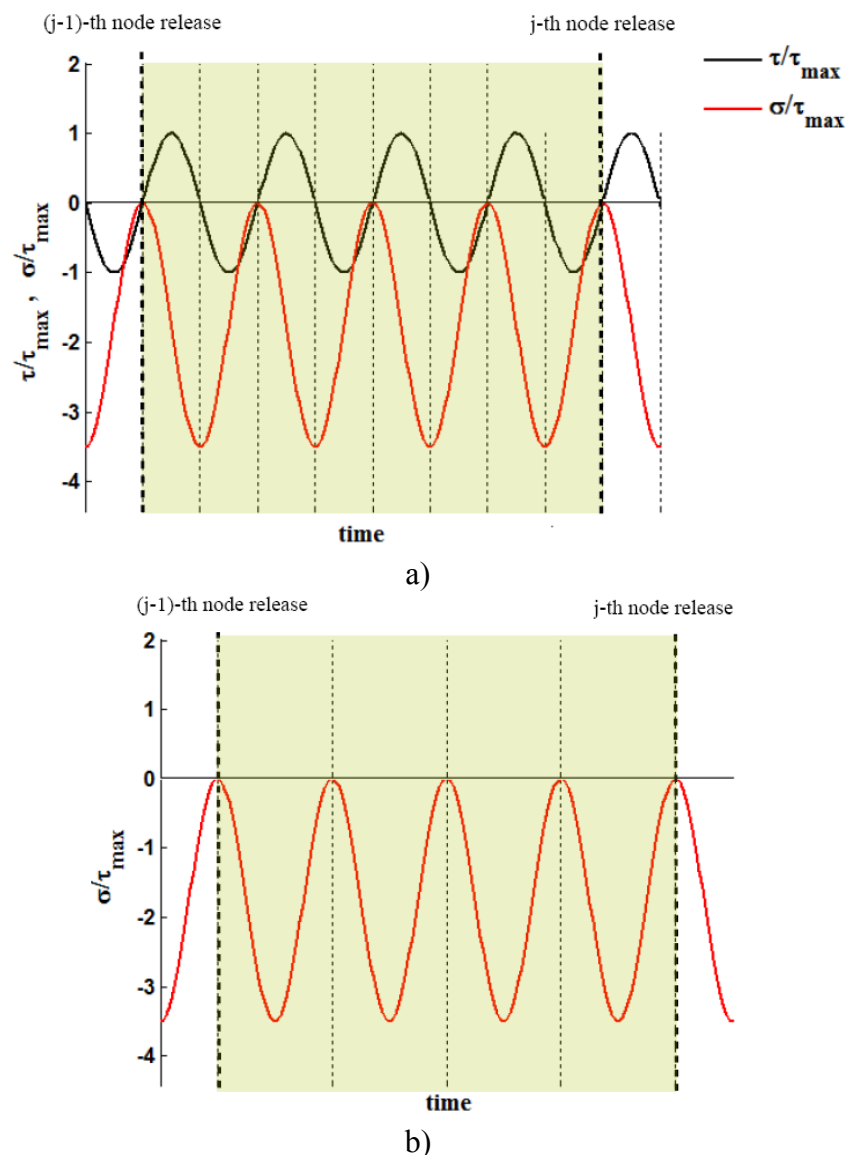 (j-1)-th node release
j-th node release
τ/τmax
σ/τmax
2
1
0
-1
-2
-3
-4
τ/τmax , σ/τmax
time
a)
(j-1)-th node release
j-th node release
2
1
0
-1
-2
-3
-4
σ/τmax
time
b)